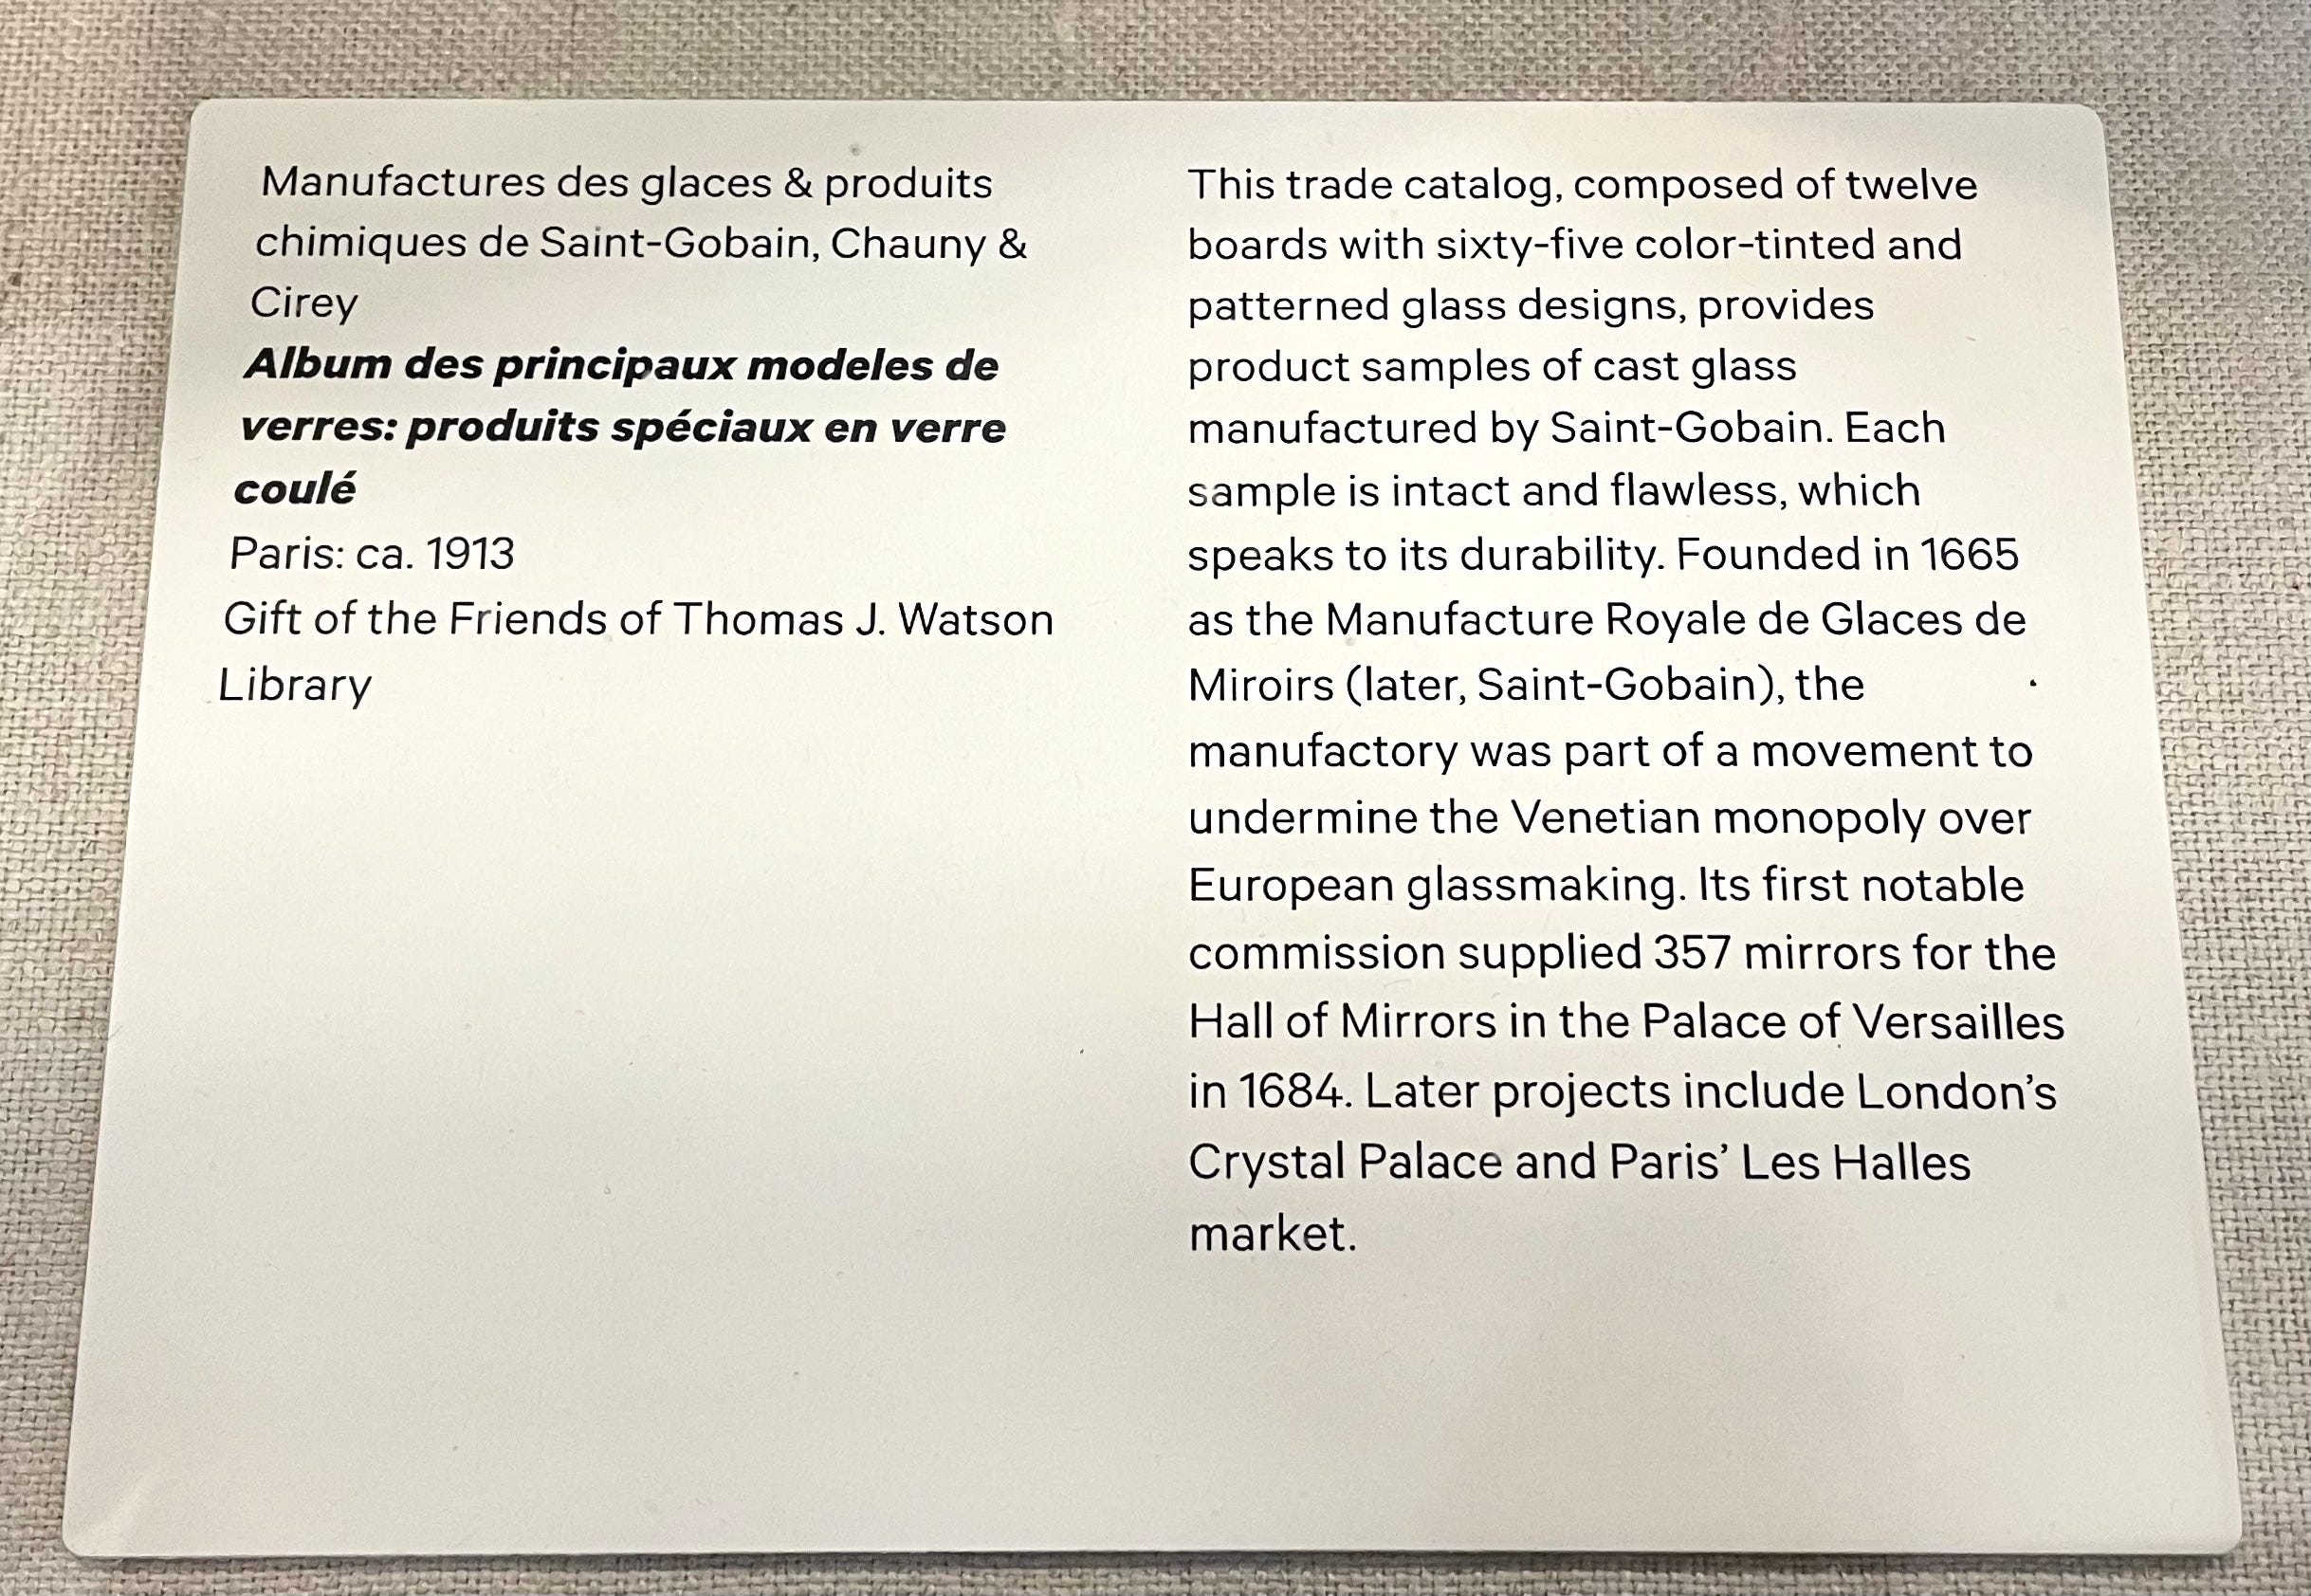 Manufactures des glaces & produits
chimiques de Saint-Gobain, Chauny &
Cirey
Album des principaux modeles de
verres: produits spéciaux en verre
coulé
Paris: ca. 1913
Gift of the Friends of Thomas J. Watson
Library
This trade catalog, composed of twelve
boards with sixty-five color-tinted and
patterned glass designs, provides
product samples of cast glass
manufactured by Saint-Gobain. Each
sample is intact and flawless, which
speaks to its durability. Founded in 1665
as the Manufacture Royale de Glaces de
Miroirs (later, Saint-Gobain), the
manufactory was part of a movement to
undermine the Venetian monopoly over
European glassmaking. Its first notable
commission supplied 357 mirrors for the
Hall of Mirrors in the Palace of Versailles
in 1684. Later projects include London’s
Crystal Palace and Paris’ Les Halles
market.